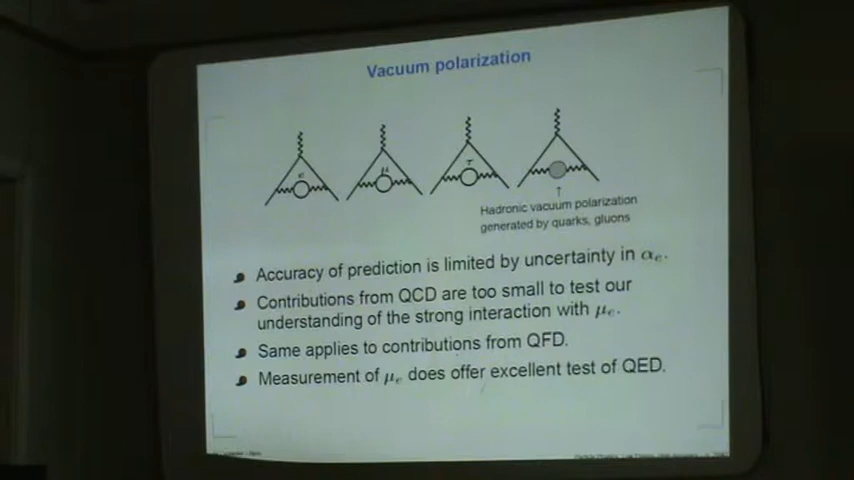 Vacuum polarization
e μ τ
↑
Hadronic vacuum polarization
generated by quarks, gluons
Accuracy of prediction is limited by uncertainty in αe.
Contributions from QCD are too small to test our
understanding of the strong interaction with μe.
Same applies to contributions from QFD.
Measurement of μe does offer excellent test of QED.